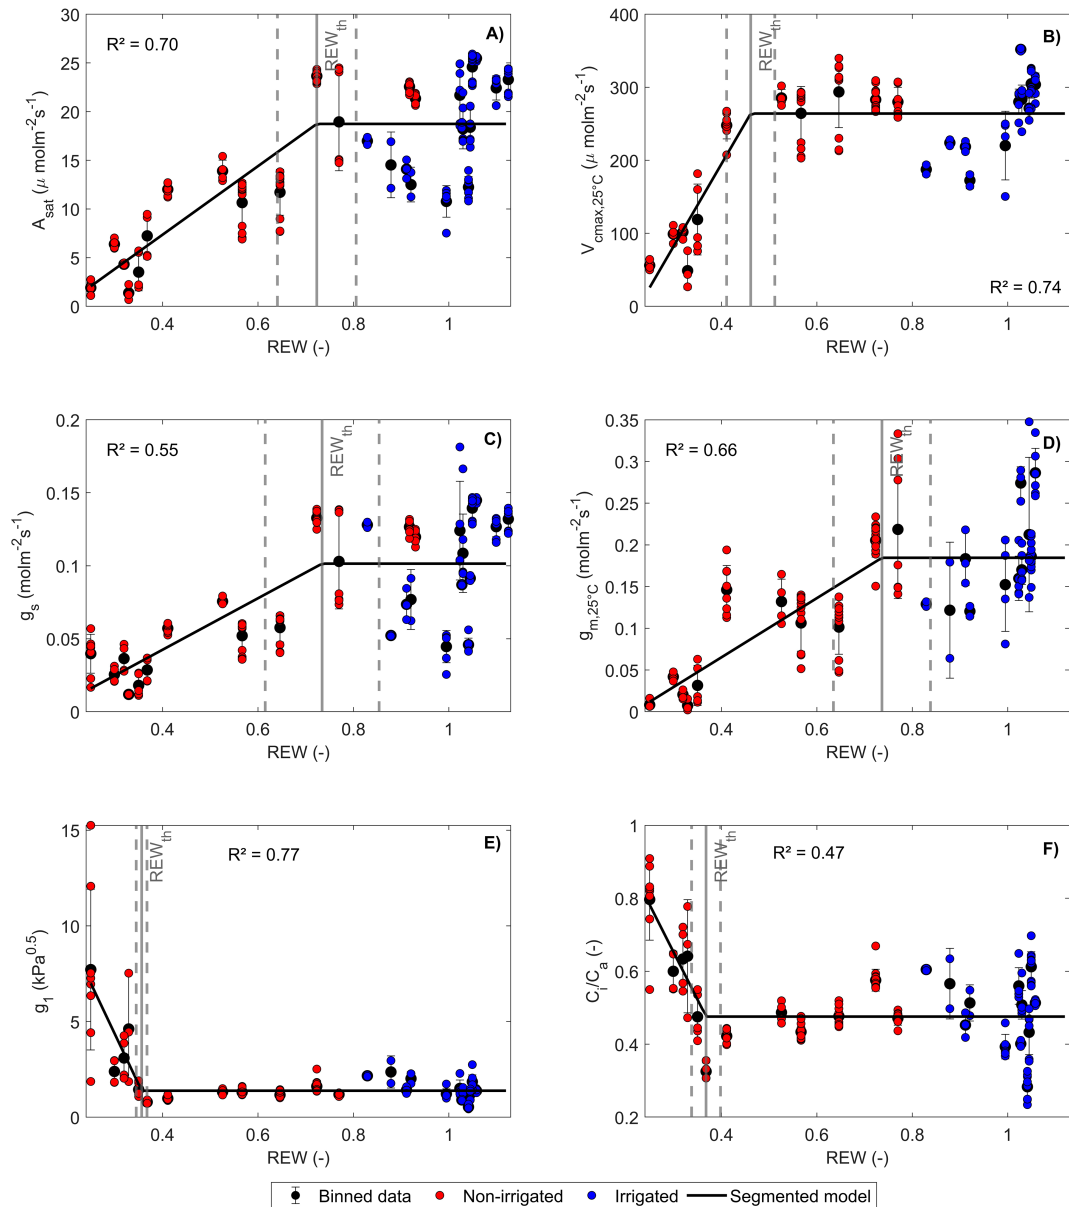 A)
R² = 0.70
REW_th
A_sat (μ molm⁻²s⁻¹)
30
25
20
15
10
5
0
0.4 0.6 0.8 1
REW (-)
B)
REW_th
R² = 0.74
V_cmax,25°C (μ molm⁻²s⁻¹)
400
300
200
100
0
0.4 0.6 0.8 1
REW (-)
C)
R² = 0.55
REW_th
g_s (molm⁻²s⁻¹)
0.2
0.15
0.1
0.05
0
0.4 0.6 0.8 1
REW (-)
D)
R² = 0.66
REW_th
g_m,25°C (molm⁻²s⁻¹)
0.35
0.3
0.25
0.2
0.15
0.1
0.05
0
0.4 0.6 0.8 1
REW (-)
E)
R² = 0.77
REW_th
g_1 (kPa^0.5)
15
10
5
0
0.4 0.6 0.8 1
REW (-)
F)
R² = 0.47
REW_th
C_i/C_a (-)
1
0.8
0.6
0.4
0.2
0.4 0.6 0.8 1
REW (-)
Binned data Non-irrigated Irrigated Segmented model